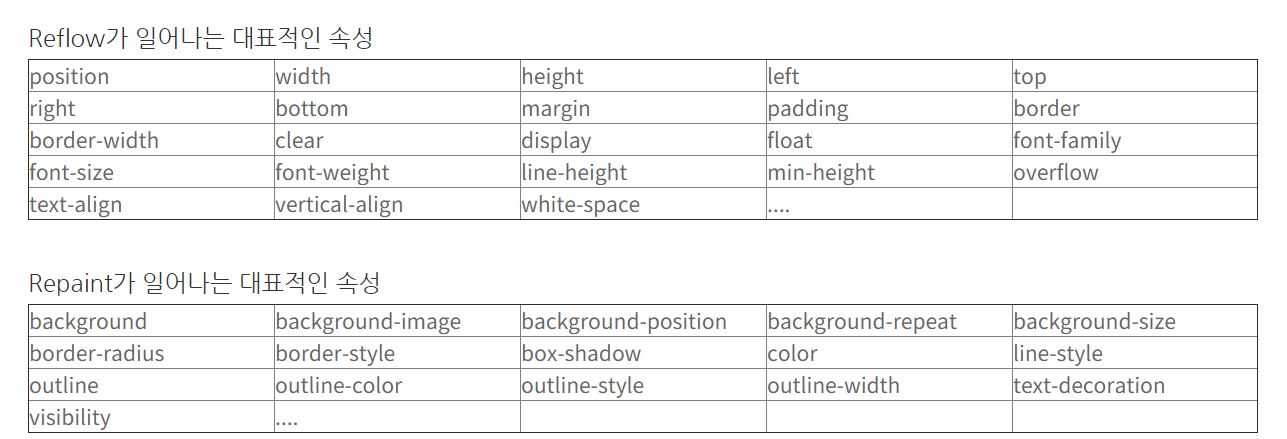 Reflow가 일어나는 대표적인 속성
position width height left top
right bottom margin padding border
border-width clear display float font-family
font-size font-weight line-height min-height overflow
text-align vertical-align white-space ....
Repaint가 일어나는 대표적인 속성
background background-image background-position background-repeat background-size
border-radius border-style box-shadow color line-style
outline outline-color outline-style outline-width text-decoration
visibility ....